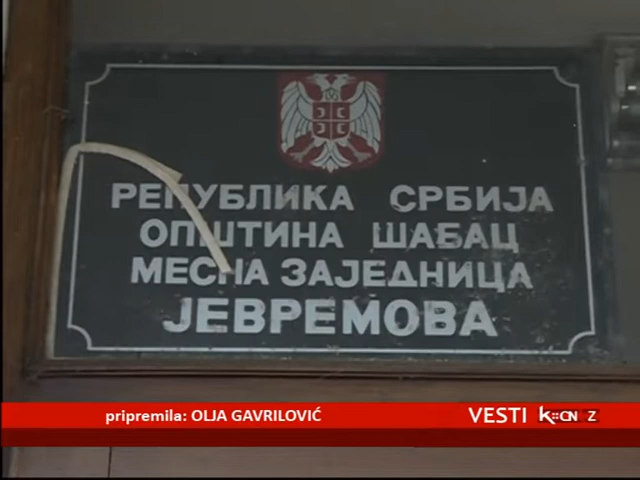 РЕПУБЛИКА СРБИЈА
ОПШТИНА ШАБАЦ
МЕСНА ЗАЈЕДНИЦА
ЈЕВРЕМОВА
pripremila: OLJA GAVRILOVIĆ VESTI